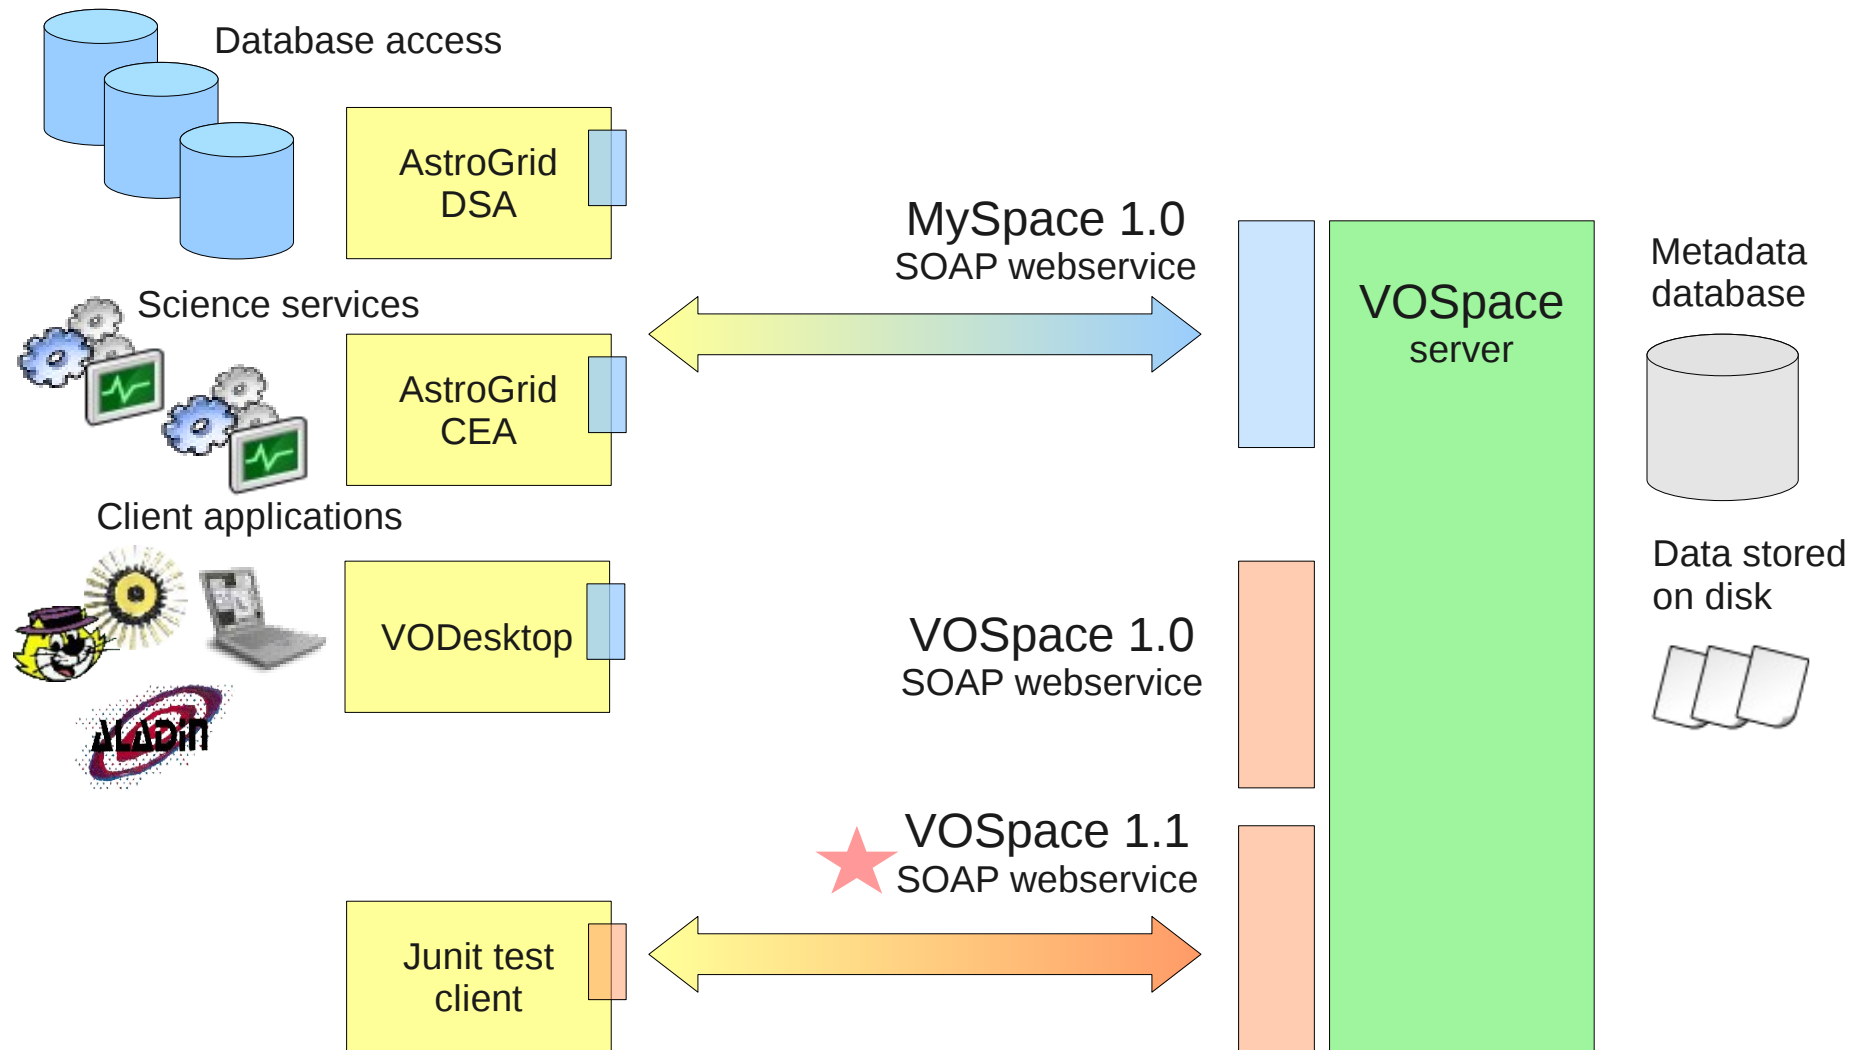 Database access
AstroGrid
DSA
MySpace 1.0
SOAP webservice
Metadata
database
VOSpace
server
Science services
AstroGrid
CEA
Client applications
Data stored
on disk
VODesktop
VOSpace 1.0
SOAP webservice
ALADIN
VOSpace 1.1
SOAP webservice
Junit test
client